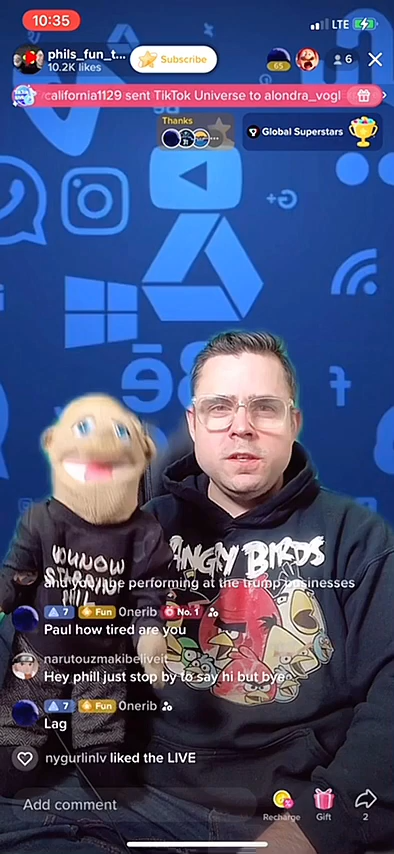 10:35
LTE
phils_fun_t...
10.2K likes
Subscribe
65
6
california1129 sent TikTok Universe to alondra_vogl
Thanks
Global Superstars
G+
Bē
f
YOUNOW
ANGRY BIRDS
and you'll be performing at the trump businesses
7 Fun Onerib No. 1
Paul how tired are you
narutouzmakibeliveit
Hey phill just stop by to say hi but bye
7 Fun Onerib
Lag
nygurlinlv liked the LIVE
Add comment
Recharge
Gift
2